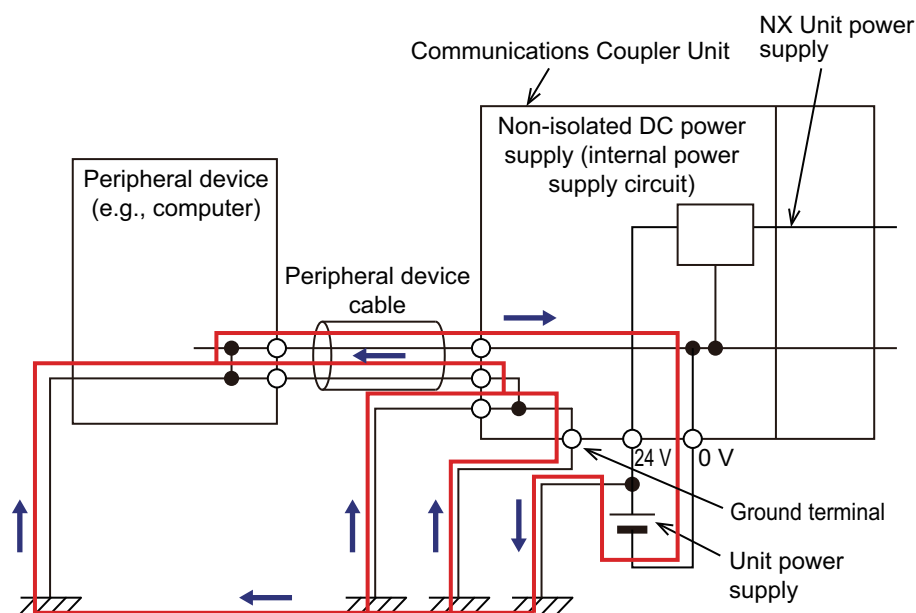 NX Unit power
supply
Communications Coupler Unit
Non-isolated DC power
supply (internal power
supply circuit)
Peripheral device
(e.g., computer)
Peripheral device
cable
24 V
0 V
Ground terminal
Unit power
supply